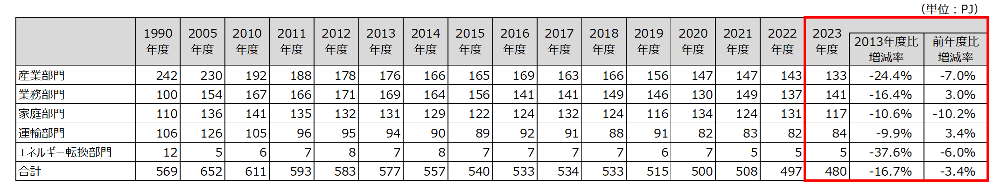 （単位：PJ）
1990年度 2005年度 2010年度 2011年度 2012年度 2013年度 2014年度 2015年度 2016年度 2017年度 2018年度 2019年度 2020年度 2021年度 2022年度 2023年度 2013年度比増減率 前年度比増減率
産業部門 242 230 192 188 178 176 166 165 169 163 166 156 147 147 143 133 -24.4% -7.0%
業務部門 100 154 167 166 171 169 164 156 141 141 149 146 130 149 137 141 -16.4% 3.0%
家庭部門 110 136 141 135 132 131 129 122 124 132 124 116 134 124 131 117 -10.6% -10.2%
運輸部門 106 126 105 96 95 94 90 89 92 91 88 91 82 83 82 84 -9.9% 3.4%
エネルギー転換部門 12 5 6 7 8 7 8 7 7 7 7 6 7 5 5 5 -37.6% -6.0%
合計 569 652 611 593 583 577 557 540 533 534 533 515 500 508 497 480 -16.7% -3.4%